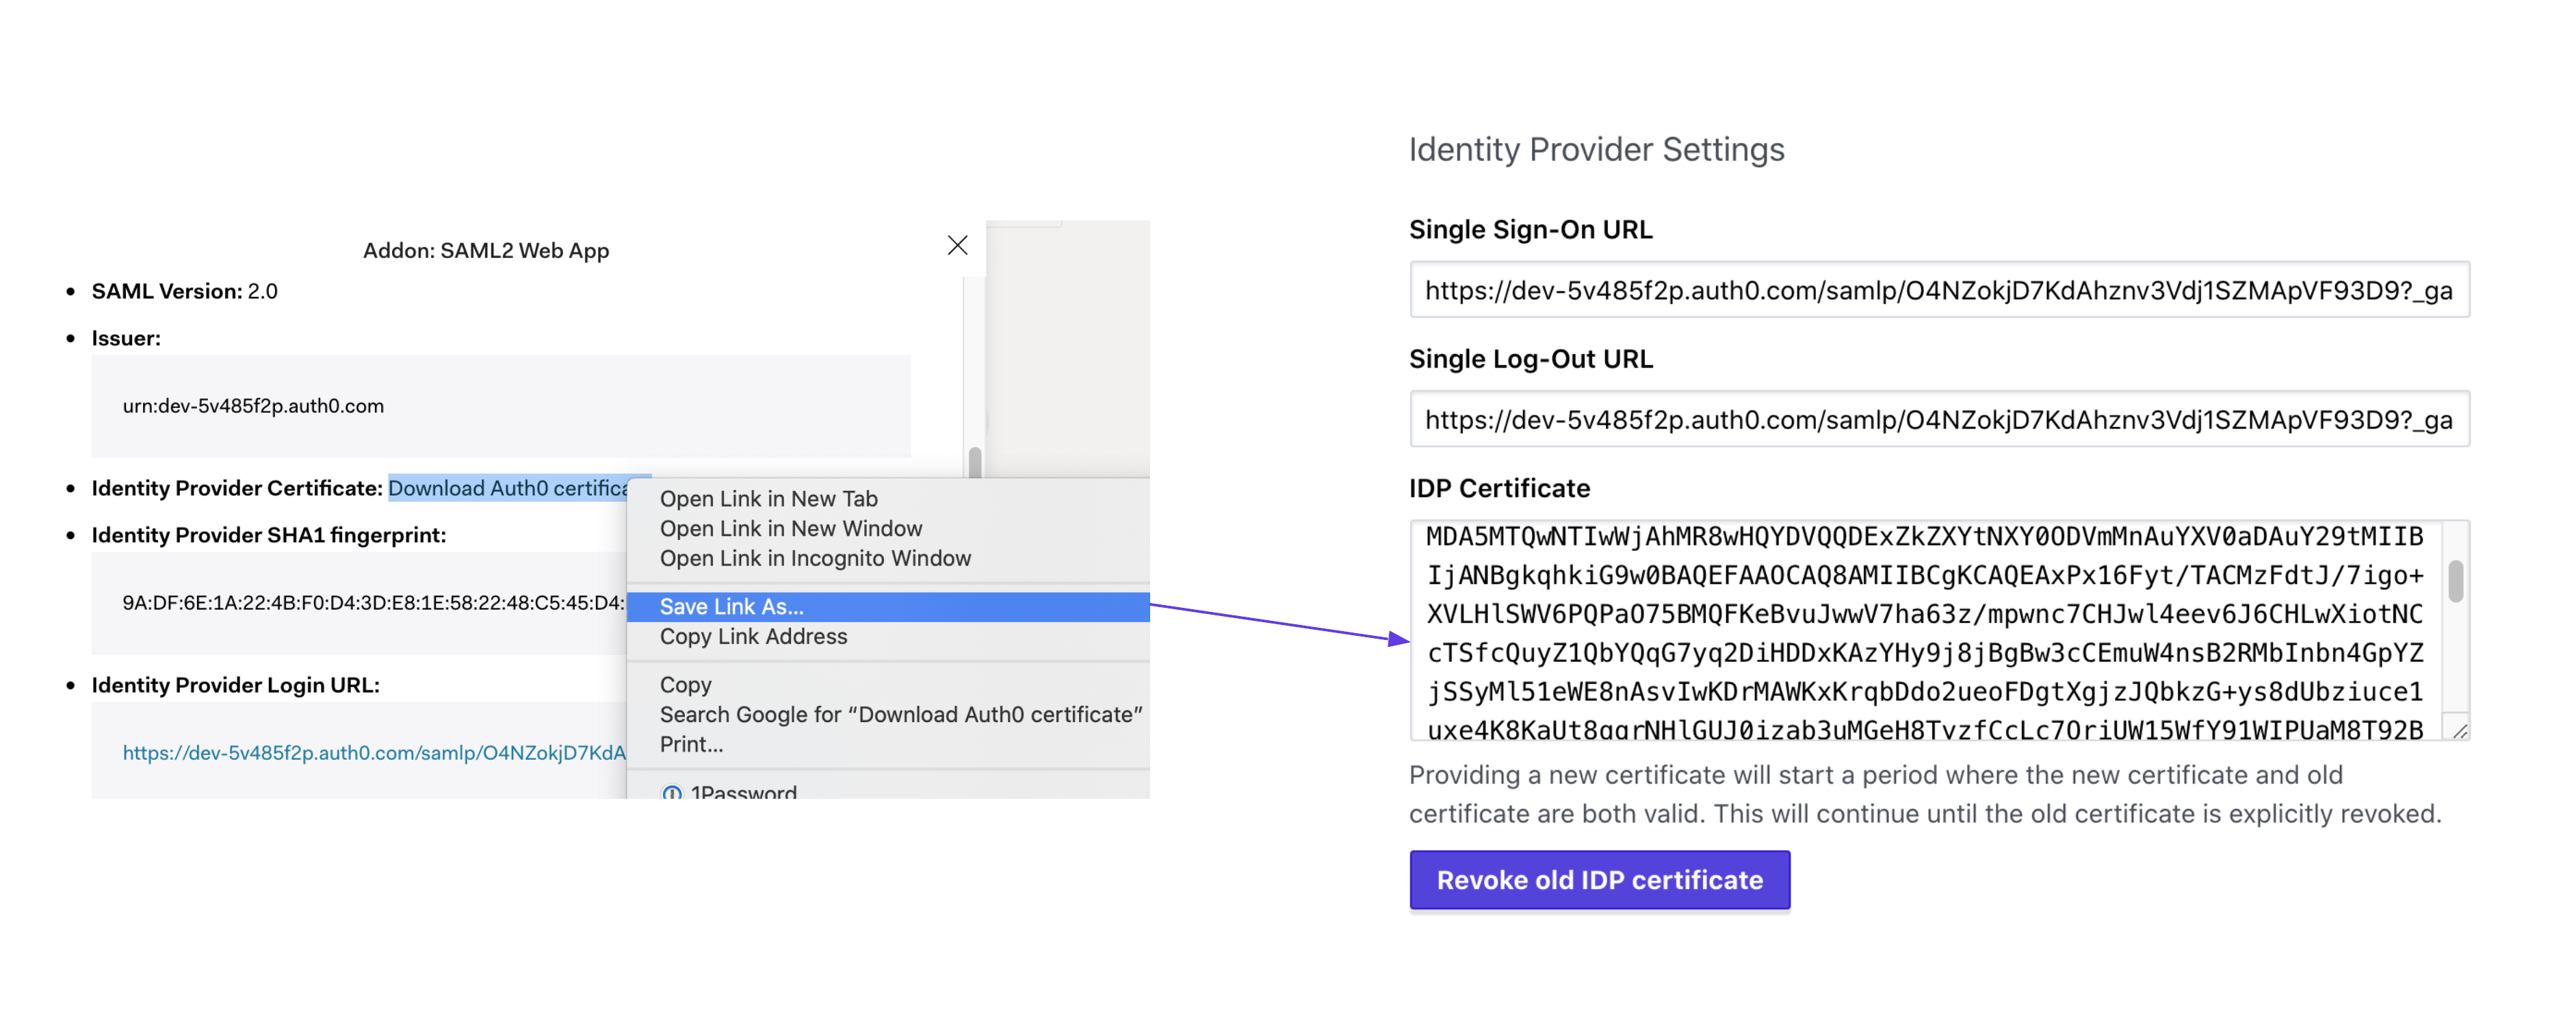 Addon: SAML2 Web App
SAML Version: 2.0
Issuer:
urn:dev-5v485f2p.auth0.com
Identity Provider Certificate: Download Auth0 certifica
Identity Provider SHA1 fingerprint:
9A:DF:6E:1A:22:4B:F0:D4:3D:E8:1E:58:22:48:C5:45:D4:
Identity Provider Login URL:
https://dev-5v485f2p.auth0.com/samlp/O4NZokjD7KdA
Open Link in New Tab
Open Link in New Window
Open Link in Incognito Window
Save Link As...
Copy Link Address
Copy
Search Google for “Download Auth0 certificate”
Print...
1Password
Identity Provider Settings
Single Sign-On URL
https://dev-5v485f2p.auth0.com/samlp/O4NZokjD7KdAhznv3Vdj1SZMApVF93D9?_ga
Single Log-Out URL
https://dev-5v485f2p.auth0.com/samlp/O4NZokjD7KdAhznv3Vdj1SZMApVF93D9?_ga
IDP Certificate
MDA5MTQwNTIwWjAhMR8wHQYDVQQDExZkZXYtNXY0ODVmMnAuYXV0aDAuY29tMIIB
IjANBgkqhkiG9w0BAQEFAAOCAQ8AMIIBCgKCAQEAxPx16Fyt/TACMzFdtJ/7igo+
XVLHlSWV6PQPaO75BMQFKeBvuJwwV7ha63z/mpwnc7CHJwl4eev6J6CHLwXiotNC
cTSfcQuyZ1QbYQqG7yq2DiHDDxKAzYHy9j8jBgBw3cCEmuW4nsB2RMbInbn4GpYZ
jSSyMl51eWE8nAsvIwKDrMAWKxKrqbDdo2ueoFDgtXgjzJQbkzG+ys8dUbziuce1
uxe4K8KaUt8qqrNHlGUJ0izab3uMGeH8TvzfCcLc7OriUW15WfY91WIPUaM8T92B
Providing a new certificate will start a period where the new certificate and old
certificate are both valid. This will continue until the old certificate is explicitly revoked.
Revoke old IDP certificate